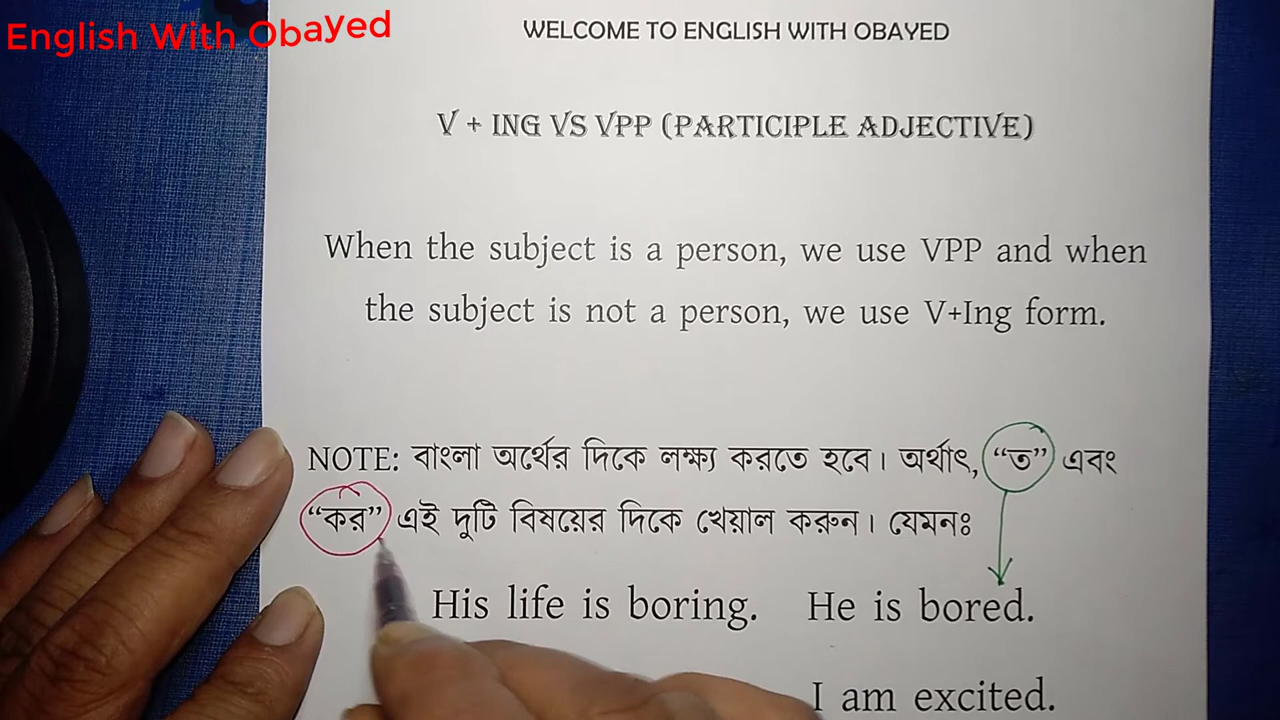 English With Obayed
WELCOME TO ENGLISH WITH OBAYED
V + ING VS VPP (PARTICIPLE ADJECTIVE)
When the subject is a person, we use VPP and when
the subject is not a person, we use V+Ing form.
NOTE: বাংলা অর্থের দিকে লক্ষ্য করতে হবে। অর্থাৎ, “ত” এবং
“কর” এই দুটি বিষয়ের দিকে খেয়াল করুন। যেমনঃ
His life is boring. He is bored.
I am excited.